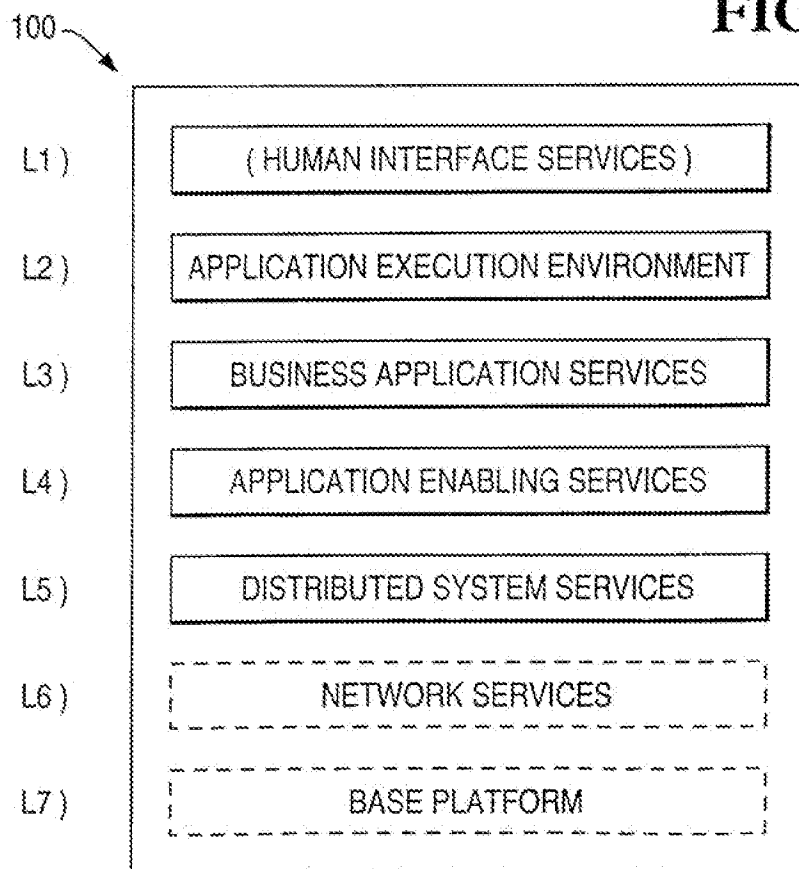 FIG
100
L1 ) ( HUMAN INTERFACE SERVICES )
L2 ) APPLICATION EXECUTION ENVIRONMENT
L3 ) BUSINESS APPLICATION SERVICES
L4 ) APPLICATION ENABLING SERVICES
L5 ) DISTRIBUTED SYSTEM SERVICES
L6 ) NETWORK SERVICES
L7 ) BASE PLATFORM